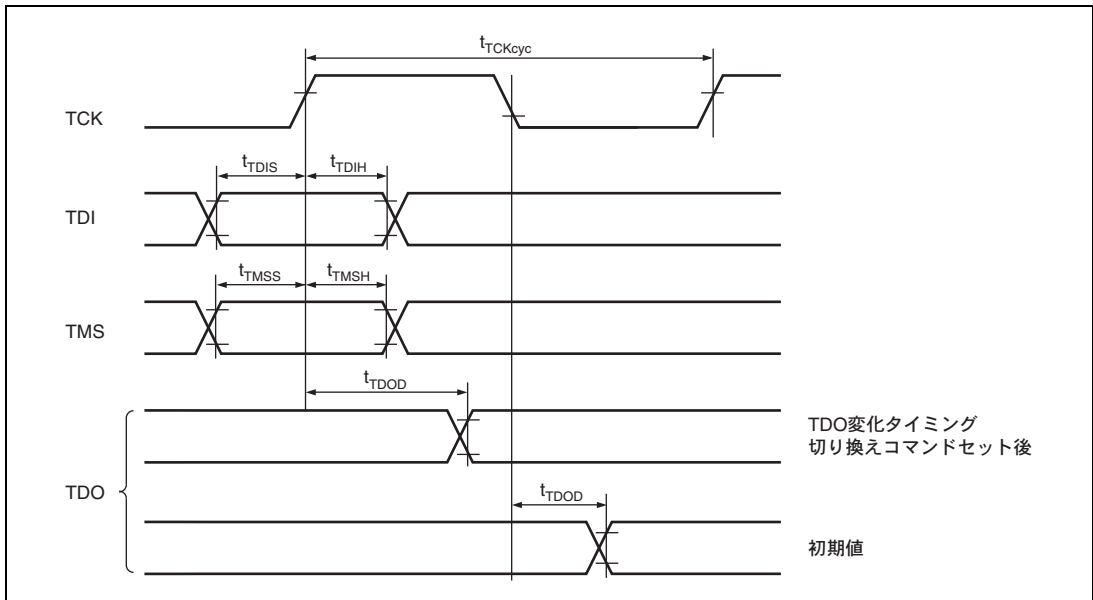 tTCKcyc
TCK
tTDIS
tTDIH
TDI
tTMSS
tTMSH
TMS
tTDOD
TDO変化タイミング
切り換えコマンドセット後
TDO
tTDOD
初期値